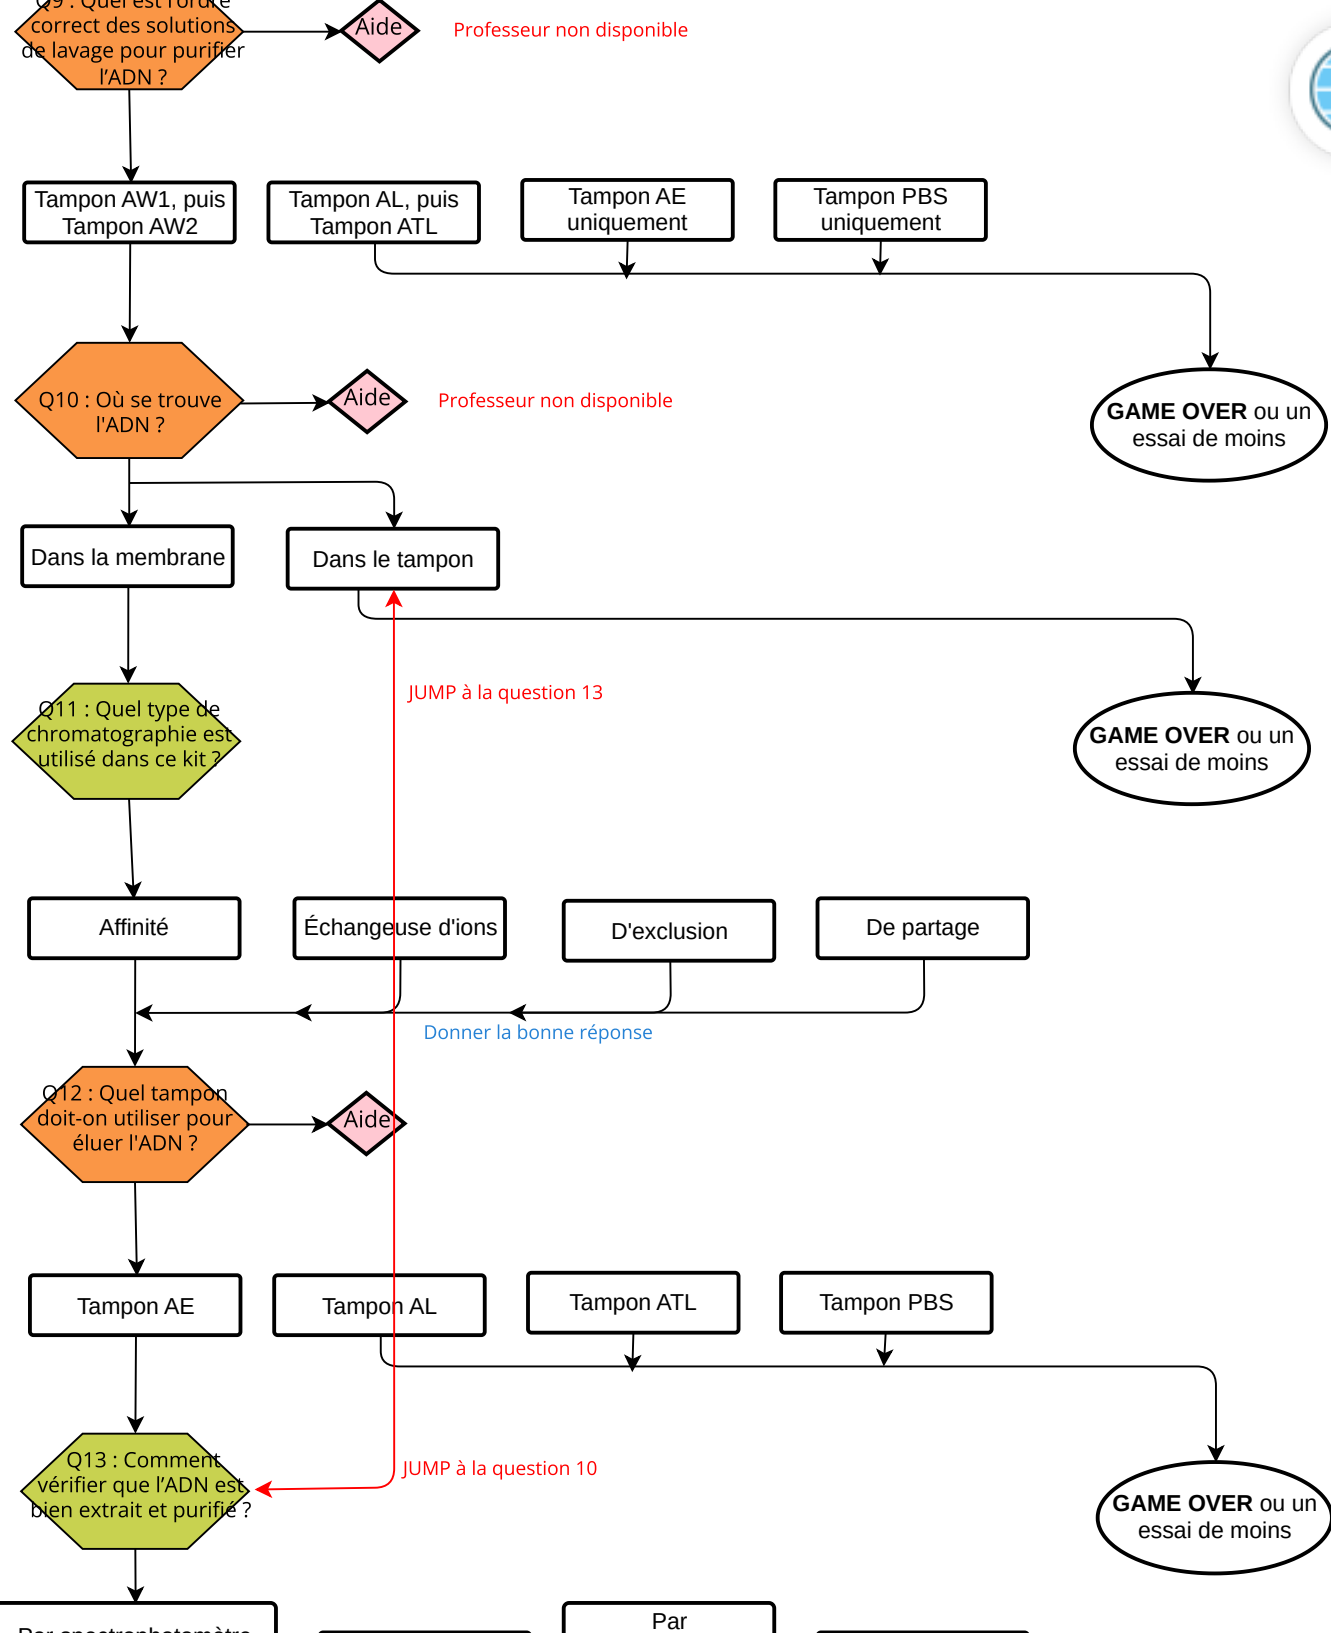 Q9 : Quel est l'ordre
correct des solutions
de lavage pour purifier
l’ADN ?
Aide
Professeur non disponible
Tampon AW1, puis
Tampon AW2
Tampon AL, puis
Tampon ATL
Tampon AE
uniquement
Tampon PBS
uniquement
Q10 : Où se trouve
l'ADN ?
Aide
Professeur non disponible
GAME OVER ou un
essai de moins
Dans la membrane
Dans le tampon
JUMP à la question 13
Q11 : Quel type de
chromatographie est
utilisé dans ce kit ?
GAME OVER ou un
essai de moins
Affinité
Échangeuse d'ions
D'exclusion
De partage
Donner la bonne réponse
Q12 : Quel tampon
doit-on utiliser pour
éluer l'ADN ?
Aide
Tampon AE
Tampon AL
Tampon ATL
Tampon PBS
Q13 : Comment
vérifier que l’ADN est
bien extrait et purifié ?
JUMP à la question 10
GAME OVER ou un
essai de moins
Par spectrophotomètre
Par